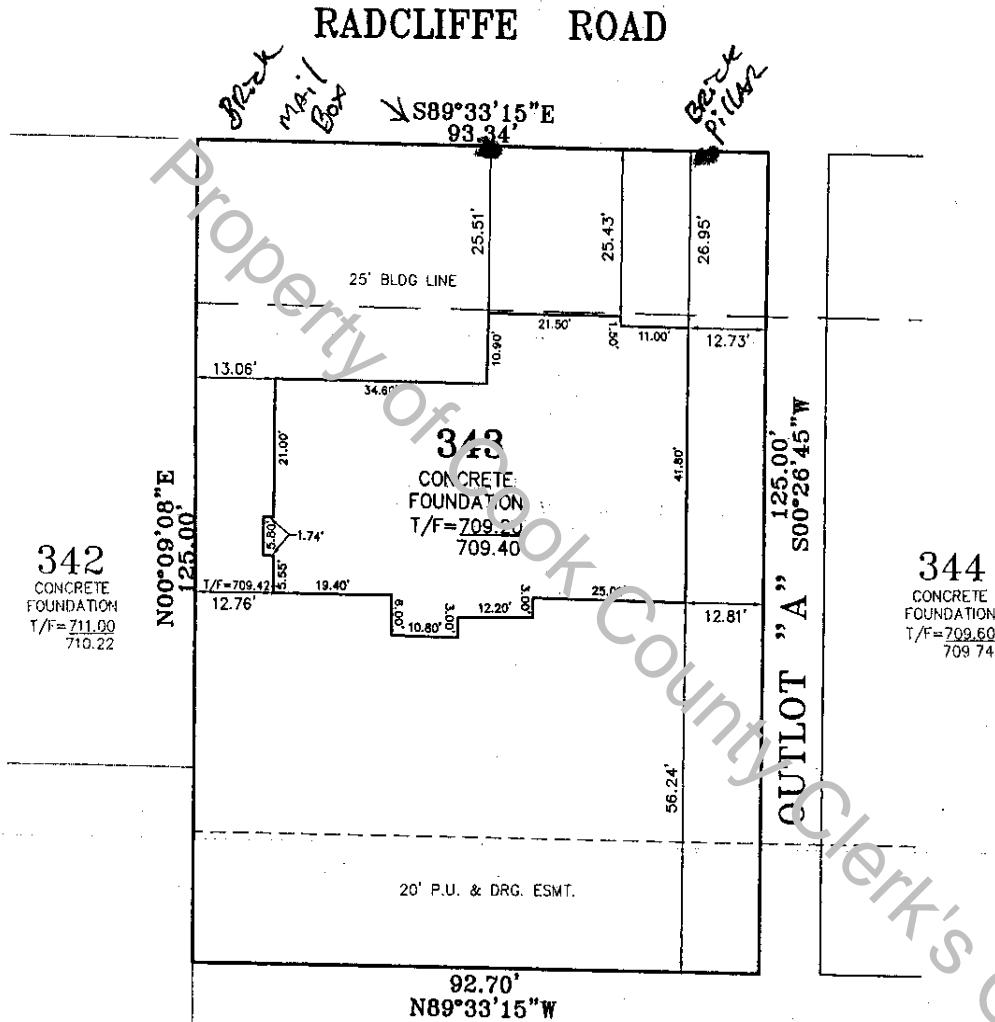 RADCLIFFE ROAD
Brick
Mail
Box
Brick
Pillar
S89°33'15"E
93.34'
25.51'
25.43'
26.95'
25' BLDG LINE
21.50'
1.50'
11.00'
12.73'
10.90'
13.06'
34.60'
21.00'
343
CONCRETE
FOUNDATION
T/F=709.20
709.40
41.80'
N00°09'08"E
125.00'
125.00'
S00°26'45"W
5.80'
1.74'
5.55'
T/F=709.42
12.76'
19.40'
6.00'
10.80'
3.00'
12.20'
3.00'
12.81'
342
CONCRETE
FOUNDATION
T/F=711.00
710.22
344
CONCRETE
FOUNDATION
T/F=709.60
709 74
OUTLOT "A"
56.24'
20' P.U. & DRG. ESMT.
92.70'
N89°33'15"W
Property of Cook County Clerk's